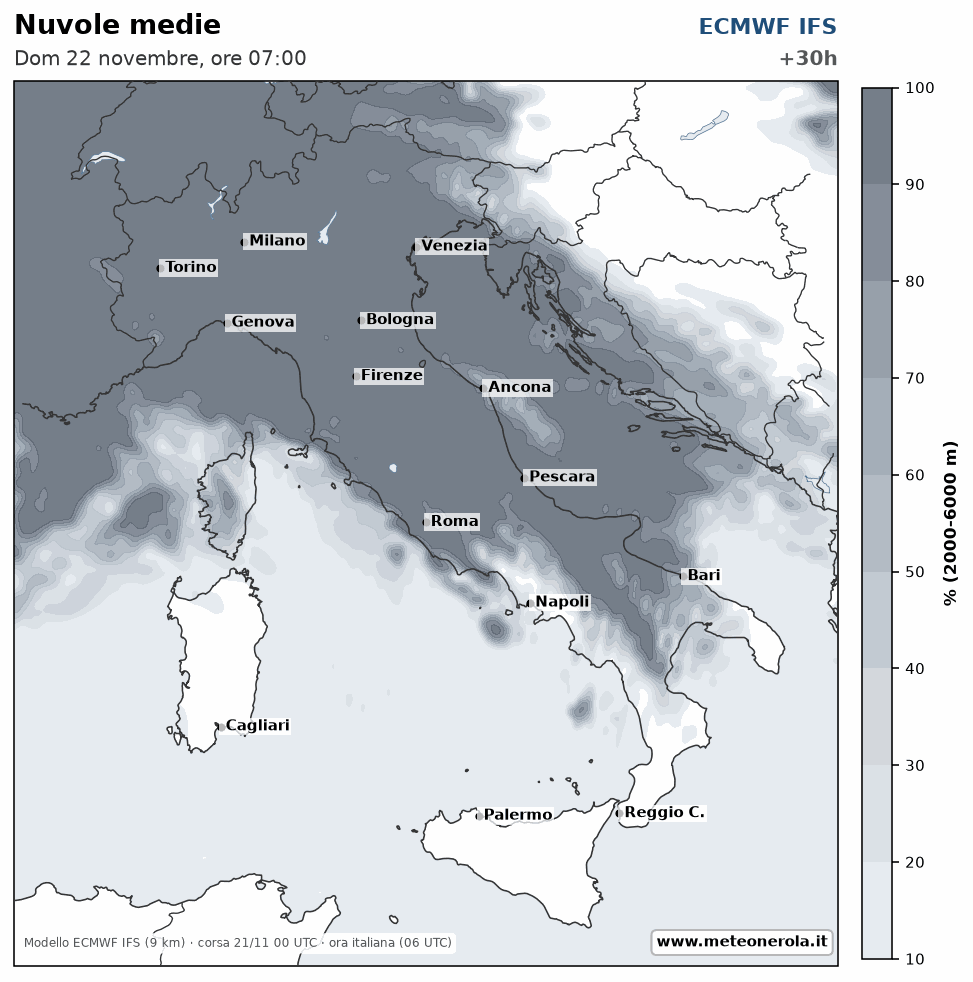 Nuvole medie
ECMWF IFS
Dom 22 novembre, ore 07:00
+30h
100
90
80
70
60
50
40
30
20
10
% (2000-6000 m)
Milano
Venezia
Torino
Genova
Bologna
Firenze
Ancona
Pescara
Roma
Bari
Napoli
Cagliari
Palermo
Reggio C.
Modello ECMWF IFS (9 km) · corsa 21/11 00 UTC · ora italiana (06 UTC)
www.meteonerola.it